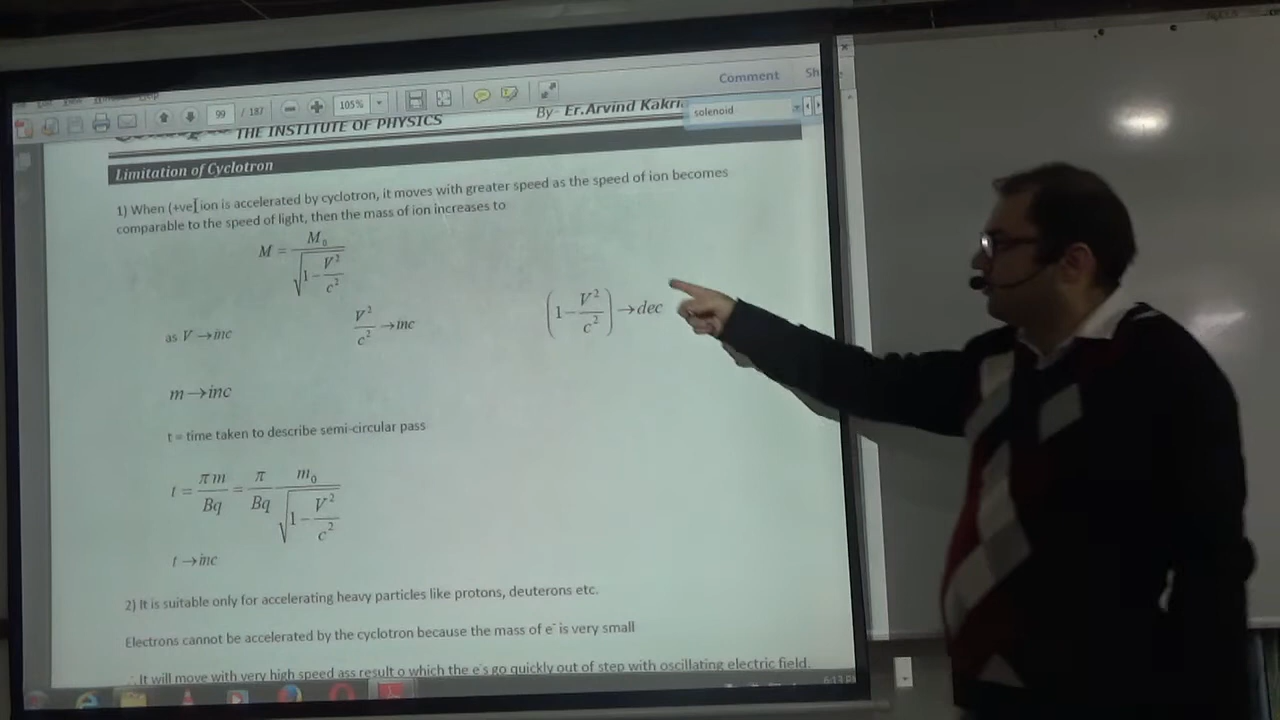 Comment
99 / 187
105%
solenoid
THE INSTITUTE OF PHYSICS
By- Er.Arvind
Limitation of Cyclotron
1) When (+ve[ion is accelerated by cyclotron, it moves with greater speed as the speed of ion becomes
comparable to the speed of light, then the mass of ion increases to
M = M₀ / √(1 − V²/c²)
as V →inc V²/c² →inc (1 − V²/c²) →dec
m →inc
t = time taken to describe semi-circular pass
t = πm/Bq = π/Bq m₀/√(1 − V²/c²)
t →inc
2) It is suitable only for accelerating heavy particles like protons, deuterons etc.
Electrons cannot be accelerated by the cyclotron because the mass of e⁻ is very small
∴ It will move with very high speed ass result o which the e⁻s go quickly out of step with oscillating electric field.
6:13